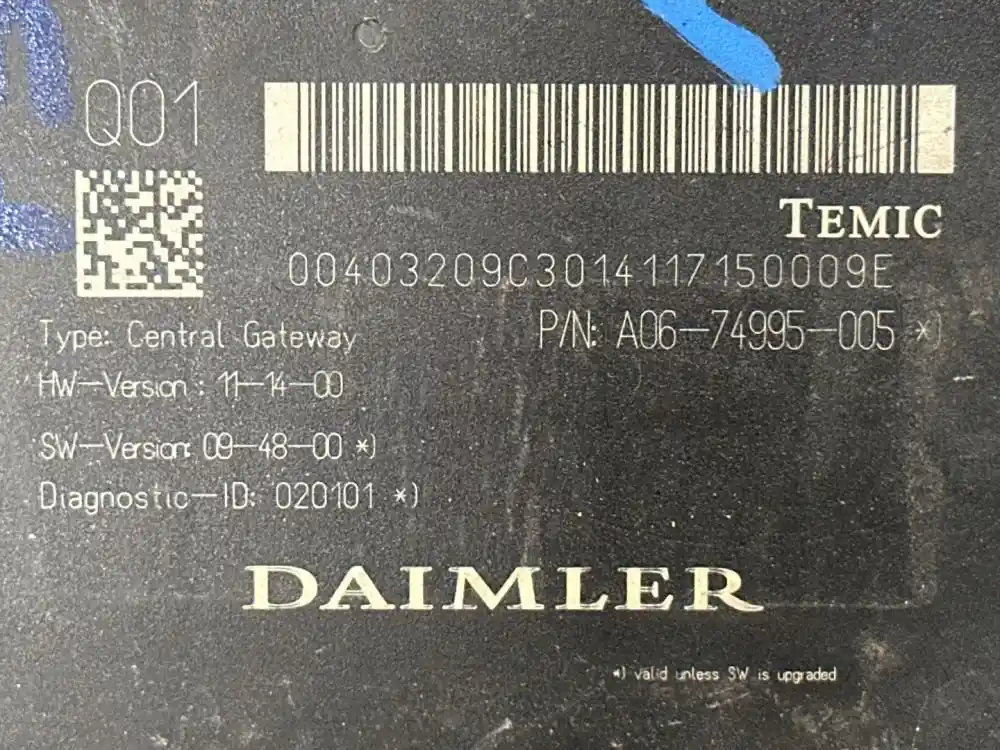 Q01
TEMIC
00403209C3014117150009E
Type: Central Gateway
P/N: A06-74995-005 *)
HW-Version : 11-14-00
SW-Version: 09-48-00 *)
Diagnostic-ID: 020101 *)
DAIMLER
*) valid unless SW is upgraded